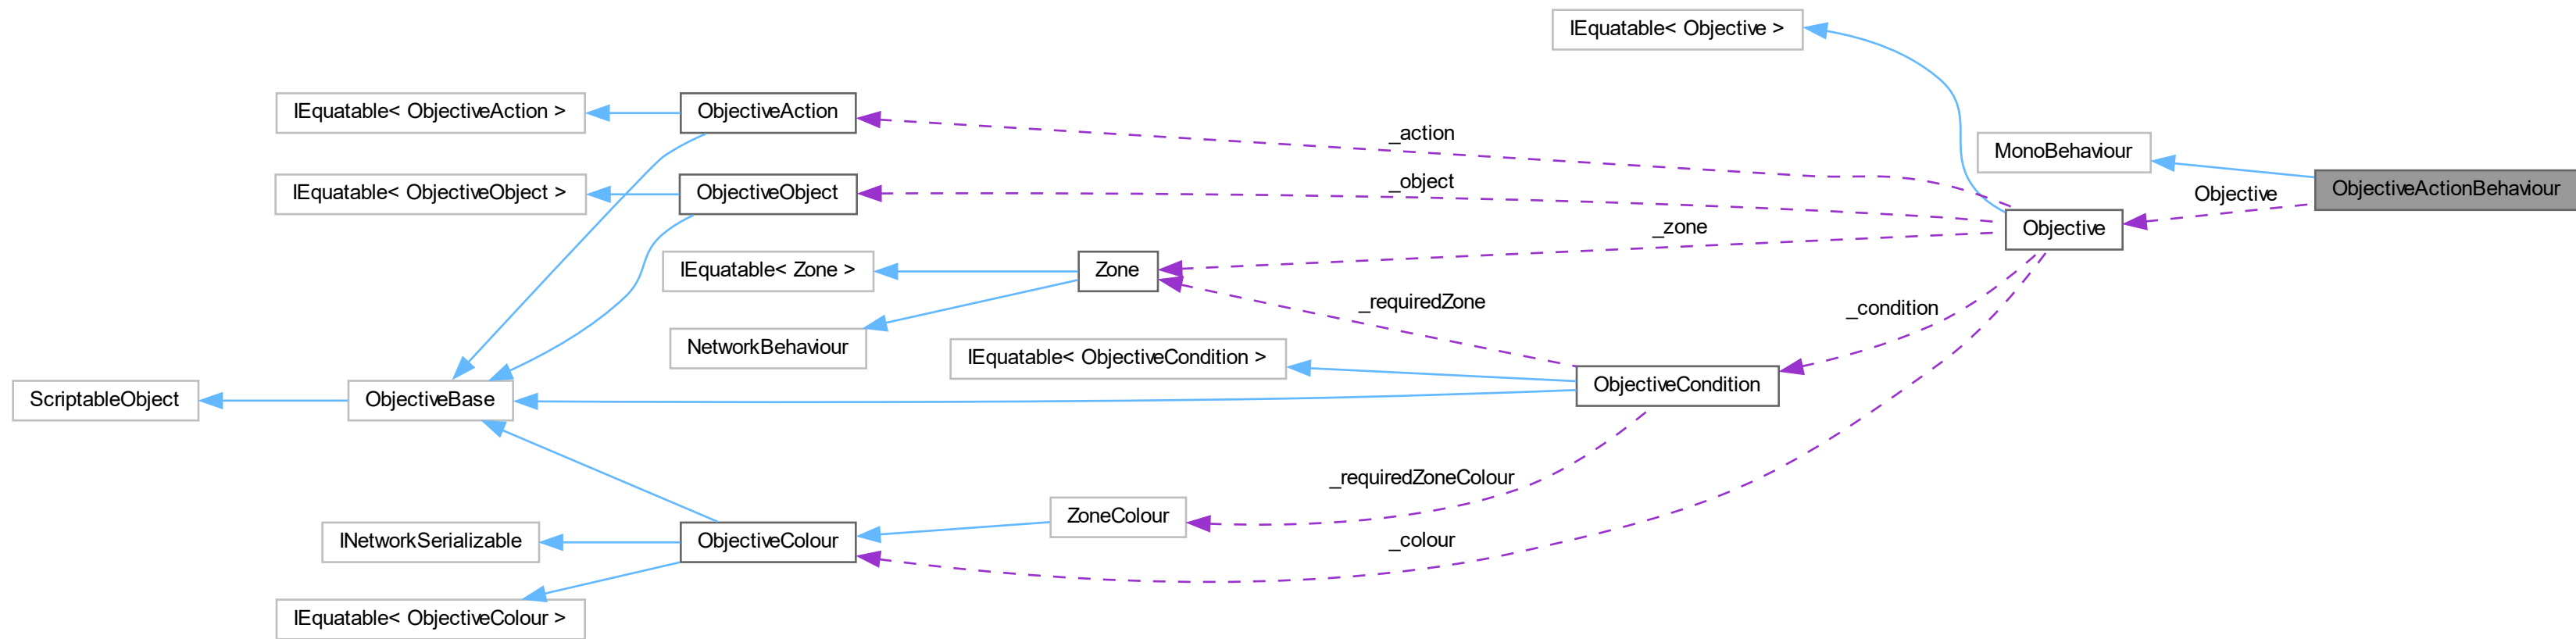 IEquatable< Objective >
IEquatable< ObjectiveAction >
ObjectiveAction
_action
MonoBehaviour
IEquatable< ObjectiveObject >
ObjectiveObject
_object
Objective
ObjectiveActionBehaviour
_zone
Objective
IEquatable< Zone >
Zone
_requiredZone
_condition
NetworkBehaviour
IEquatable< ObjectiveCondition >
ObjectiveCondition
ScriptableObject
ObjectiveBase
_requiredZoneColour
ZoneColour
INetworkSerializable
ObjectiveColour
_colour
IEquatable< ObjectiveColour >